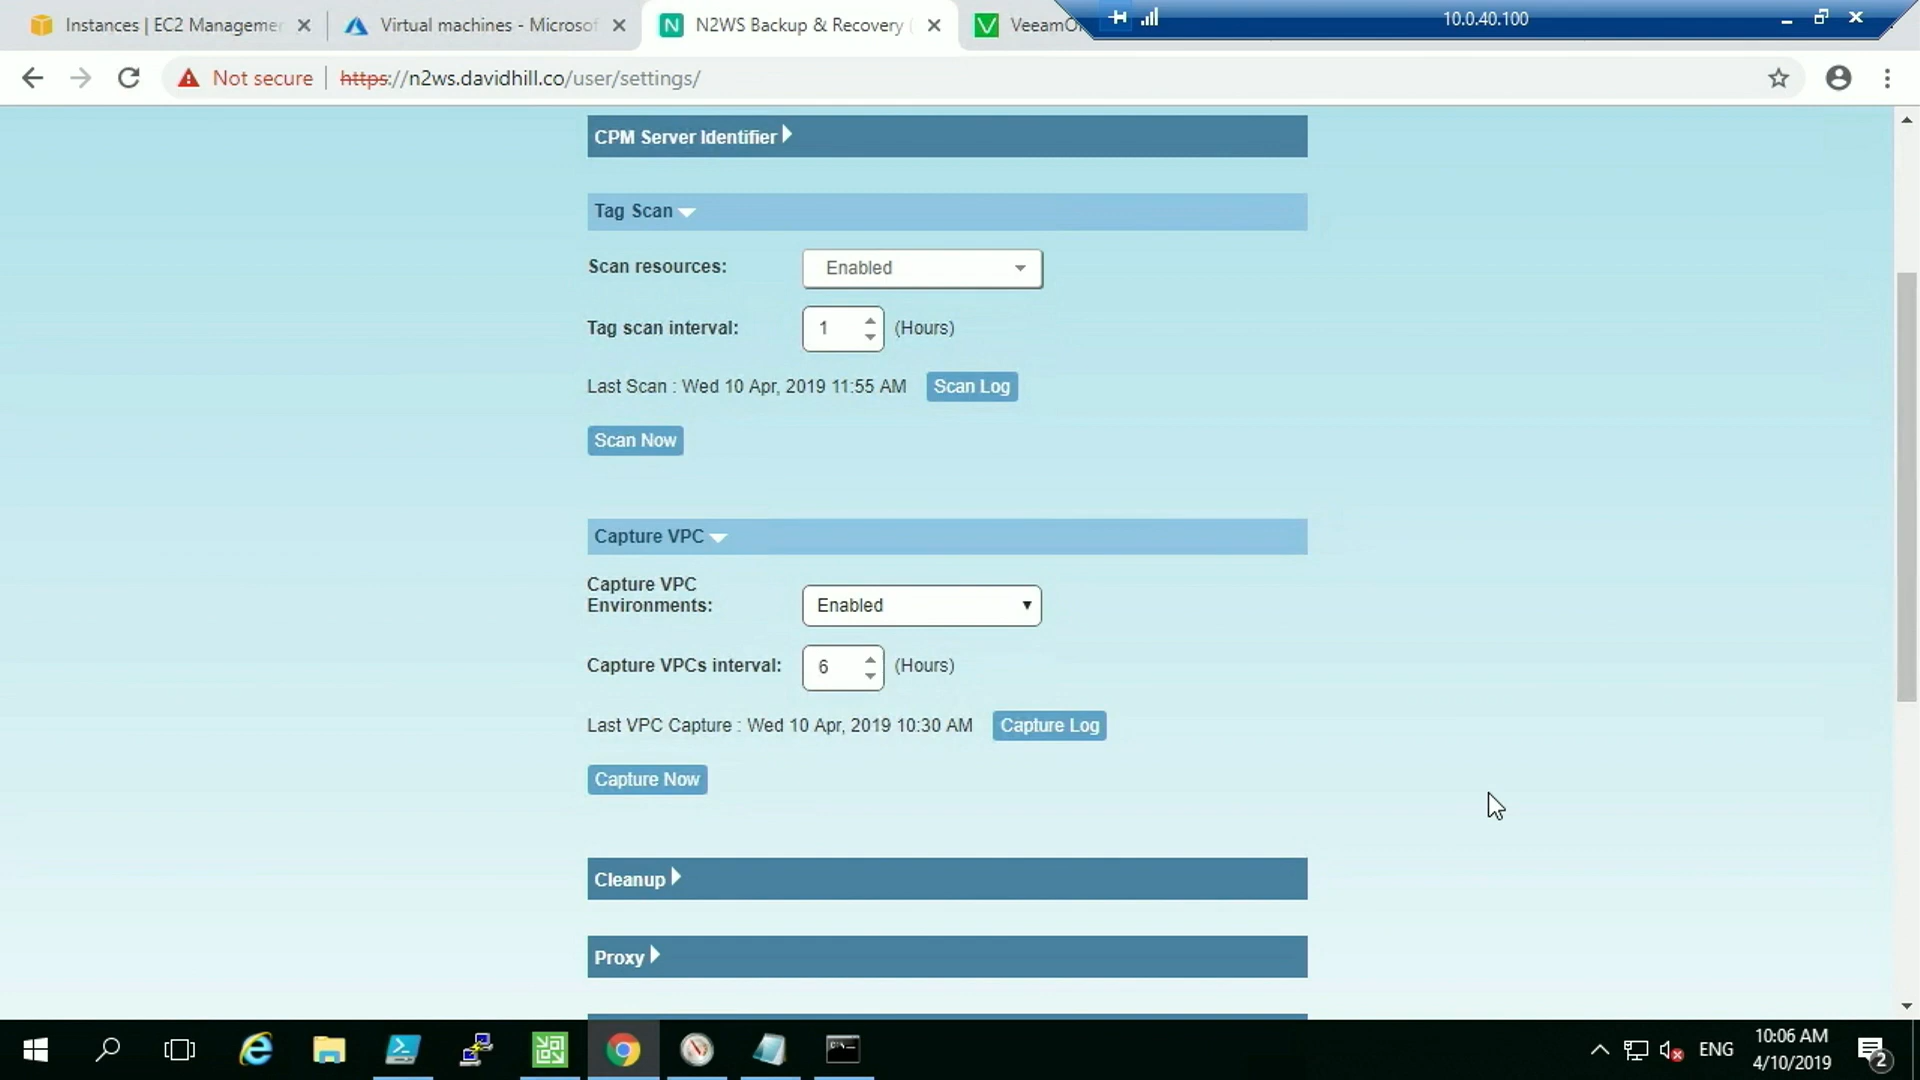 Instances | EC2 Managemen
Virtual machines - Microsof
N2WS Backup & Recovery (
VeeamO
10.0.40.100
Not secure
https://n2ws.davidhill.co/user/settings/
CPM Server Identifier
Tag Scan
Scan resources:
Enabled
Tag scan interval:
1
(Hours)
Last Scan : Wed 10 Apr, 2019 11:55 AM
Scan Log
Scan Now
Capture VPC
Capture VPC
Environments:
Enabled
Capture VPCs interval:
6
(Hours)
Last VPC Capture : Wed 10 Apr, 2019 10:30 AM
Capture Log
Capture Now
Cleanup
Proxy
ENG
10:06 AM
4/10/2019
2